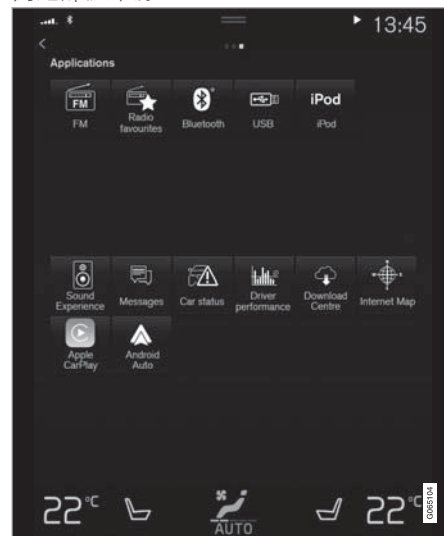 13:45
Applications
FM
FM
Radio favourites
Bluetooth
USB
iPod
iPod
Sound Experience
Messages
Car status
Driver performance
Download Centre
Internet Map
Apple CarPlay
Android Auto
22°C
AUTO
22°C
G065104